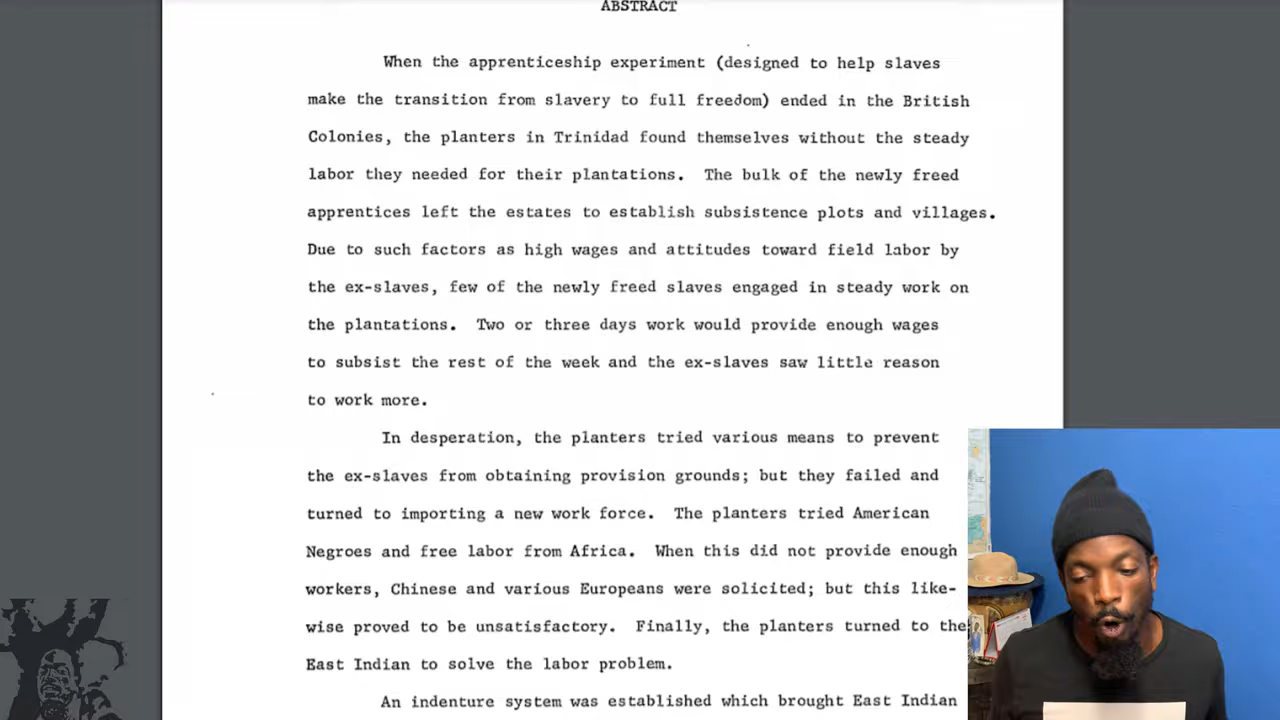 ABSTRACT
When the apprenticeship experiment (designed to help slaves
make the transition from slavery to full freedom) ended in the British
Colonies, the planters in Trinidad found themselves without the steady
labor they needed for their plantations. The bulk of the newly freed
apprentices left the estates to establish subsistence plots and villages.
Due to such factors as high wages and attitudes toward field labor by
the ex-slaves, few of the newly freed slaves engaged in steady work on
the plantations. Two or three days work would provide enough wages
to subsist the rest of the week and the ex-slaves saw little reason
to work more.
In desperation, the planters tried various means to prevent
the ex-slaves from obtaining provision grounds; but they failed and
turned to importing a new work force. The planters tried American
Negroes and free labor from Africa. When this did not provide enough
workers, Chinese and various Europeans were solicited; but this like-
wise proved to be unsatisfactory. Finally, the planters turned to the
East Indian to solve the labor problem.
An indenture system was established which brought East Indian